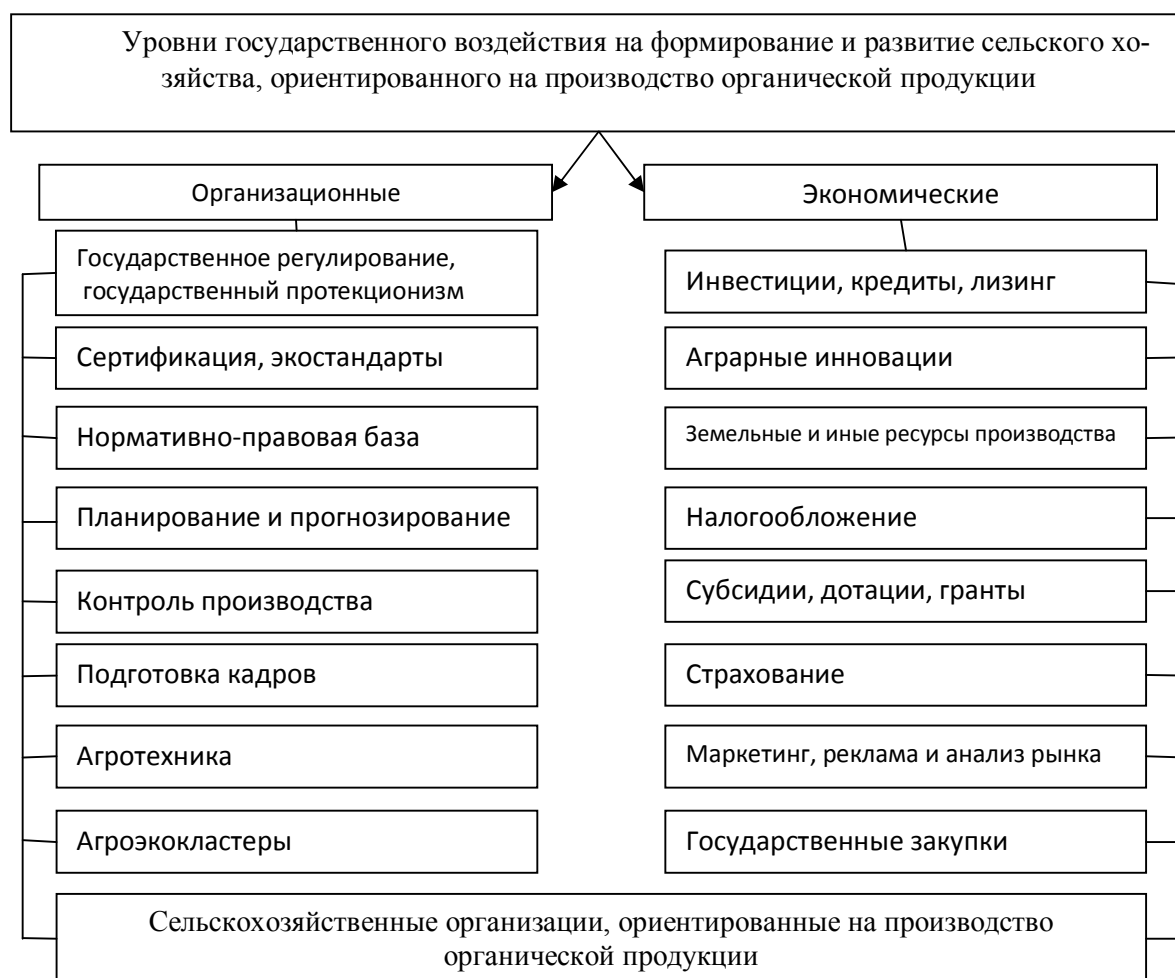 Уровни государственного воздействия на формирование и развитие сельского хо-
зяйства, ориентированного на производство органической продукции
Организационные
Экономические
Государственное регулирование,
государственный протекционизм
Сертификация, экостандарты
Нормативно-правовая база
Планирование и прогнозирование
Контроль производства
Подготовка кадров
Агротехника
Агроэкокластеры
Инвестиции, кредиты, лизинг
Аграрные инновации
Земельные и иные ресурсы производства
Налогообложение
Субсидии, дотации, гранты
Страхование
Маркетинг, реклама и анализ рынка
Государственные закупки
Сельскохозяйственные организации, ориентированные на производство
органической продукции